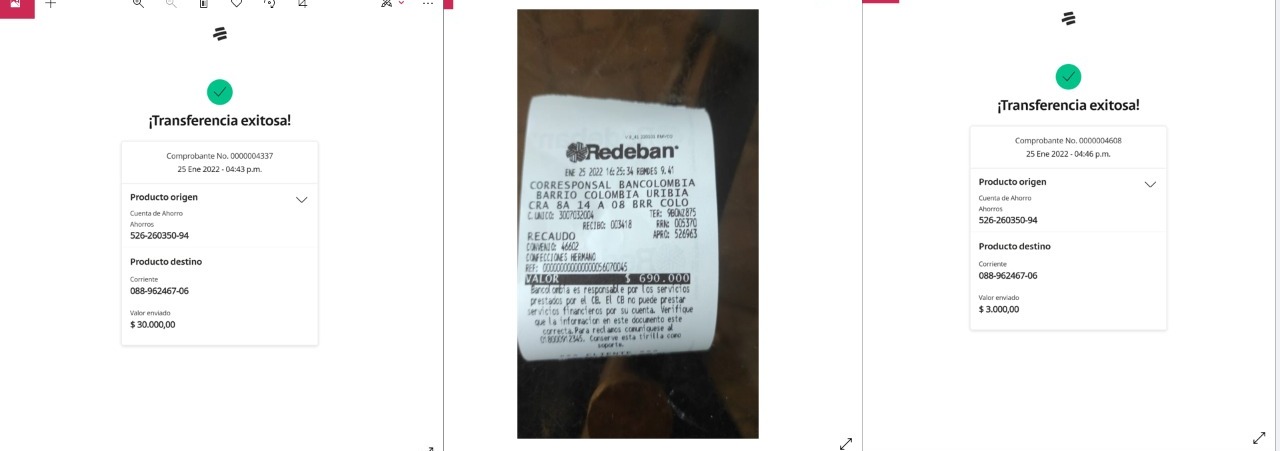 ¡Transferencia exitosa!
Comprobante No. 0000004337
25 Ene 2022 - 04:43 p.m.
Producto origen
Cuenta de Ahorro
Ahorros
526-260350-94
Producto destino
Corriente
088-962467-06
Valor enviado
$ 30.000,00
Redeban
ENE 25 2022 16:25:34 RBMDES 9.41
CORRESPONSAL BANCOLOMBIA
BARRIO COLOMBIA URIBIA
CRA 8A 14 A 08 BRR COLO
C.UNICO: 3007032004 TER: 9BONZ875
RECIBO: 003418 RRN: 005370
RECAUDO APRO: 526963
CONVENIO: 46602
CONFECCIONES HERMANO
REF: 0000000000000005607004S
VALOR $ 690.000
Bancolombia es responsable por los servicios
prestados por el CB. El CB no puede prestar
servicios financieros por su cuenta. Verifique
que la informacion en este documento este
correcta.Para reclamos comuniquese al
018000912345. Conserve esta tirilla como
soporte.
*** CLIENTE ***
¡Transferencia exitosa!
Comprobante No. 0000004608
25 Ene 2022 - 04:46 p.m.
Producto origen
Cuenta de Ahorro
Ahorros
526-260350-94
Producto destino
Corriente
088-962467-06
Valor enviado
$ 3.000,00